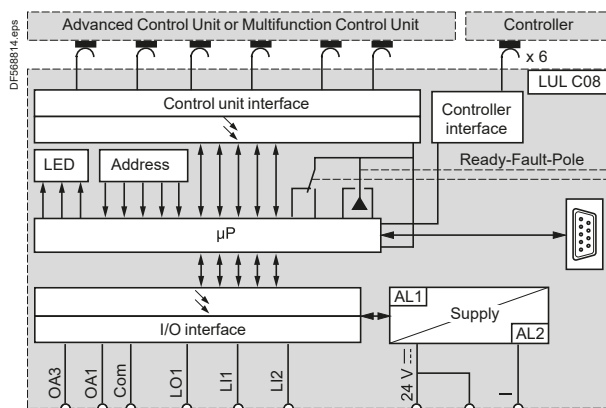 Advanced Control Unit or Multifunction Control Unit
Controller
DF568814.eps
x 6
LUL C08
Control unit interface
Controller
interface
LED
Address
Ready-Fault-Pole
µP
AL1
Supply
AL2
I/O interface
OA3
OA1
Com
LO1
LI1
LI2
24 V
I